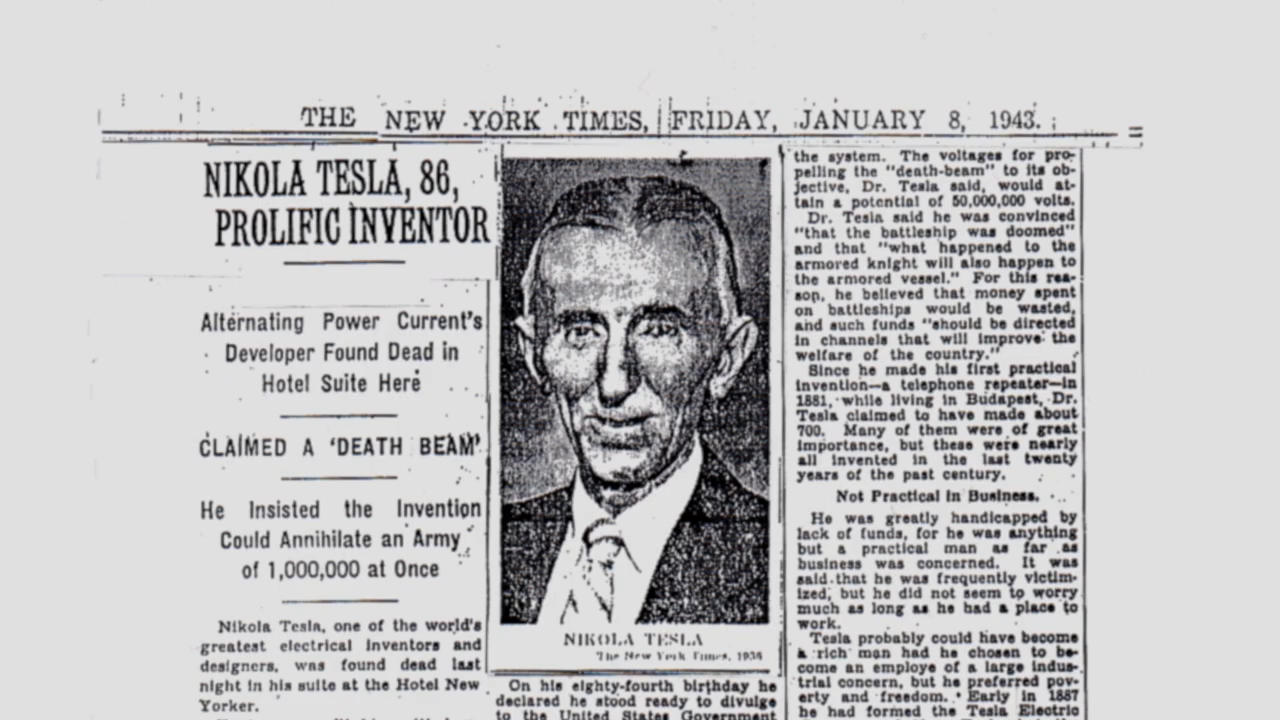 THE NEW YORK TIMES, FRIDAY, JANUARY 8, 1943.
NIKOLA TESLA, 86,
PROLIFIC INVENTOR
Alternating Power Current's
Developer Found Dead in
Hotel Suite Here
CLAIMED A 'DEATH BEAM'
He Insisted the Invention
Could Annihilate an Army
of 1,000,000 at Once
Nikola Tesla, one of the world's
greatest electrical inventors and
designers, was found dead last
night in his suite at the Hotel New
Yorker.
NIKOLA TESLA
The New York Times, 1936
On his eighty-fourth birthday he
declared he stood ready to divulge
to the United States Government
the system. The voltages for pro-
pelling the "death-beam" to its ob-
jective, Dr. Tesla said, would at-
tain a potential of 50,000,000 volts.
Dr. Tesla said he was convinced
"that the battleship was doomed"
and that "what happened to the
armored knight will also happen to
the armored vessel." For this rea-
son, he believed that money spent
on battleships would be wasted,
and such funds "should be directed
in channels that will improve the
welfare of the country."
Since he made his first practical
invention—a telephone repeater—in
1881, while living in Budapest, Dr.
Tesla claimed to have made about
700. Many of them were of great
importance, but these were nearly
all invented in the last twenty
years of the past century.
Not Practical in Business.
He was greatly handicapped by
lack of funds, for he was anything
but a practical man as far as
business was concerned. It was
said that he was frequently victim-
ized, but he did not seem to worry
much as long as he had a place to
work.
Tesla probably could have become
a rich man had he chosen to be-
come an employe of a large indus-
trial concern, but he preferred pov-
erty and freedom. Early in 1887
he had formed the Tesla Electric